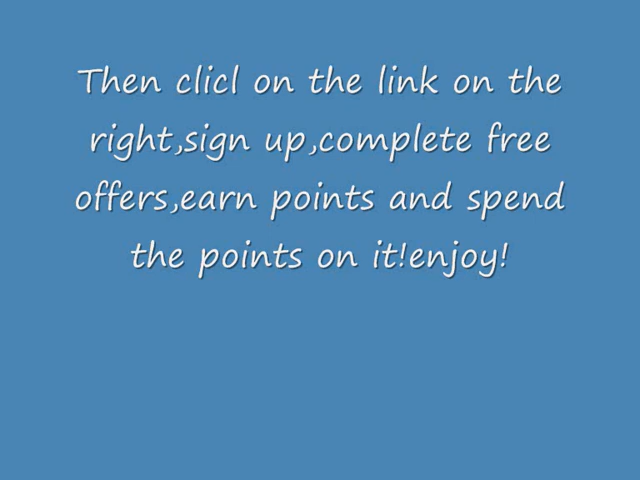 Then clicl on the link on the
right,sign up,complete free
offers,earn points and spend
the points on it!enjoy!